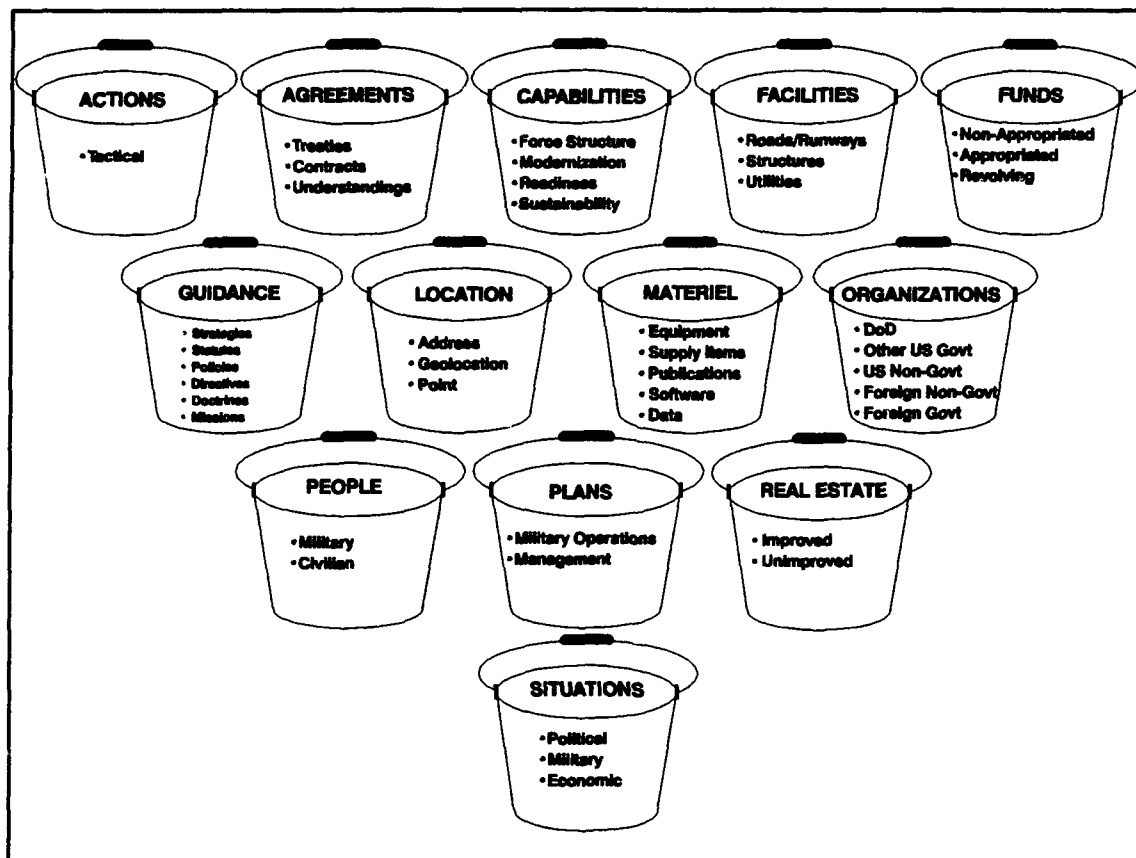 ACTIONS
• Tactical
AGREEMENTS
• Treaties
• Contracts
• Understandings
CAPABILITIES
• Force Structure
• Modernization
• Readiness
• Sustainability
FACILITIES
• Roads/Runways
• Structures
• Utilities
FUNDS
• Non-Appropriated
• Appropriated
• Revolving
GUIDANCE
• Strategies
• Statutes
• Policies
• Directives
• Doctrines
• Missions
LOCATION
• Address
• Geolocation
• Point
MATERIEL
• Equipment
• Supply Items
• Publications
• Software
• Data
ORGANIZATIONS
• DoD
• Other US Govt
• US Non-Govt
• Foreign Non-Govt
• Foreign Govt
PEOPLE
• Military
• Civilian
PLANS
• Military Operations
• Management
REAL ESTATE
• Improved
• Unimproved
SITUATIONS
• Political
• Military
• Economic